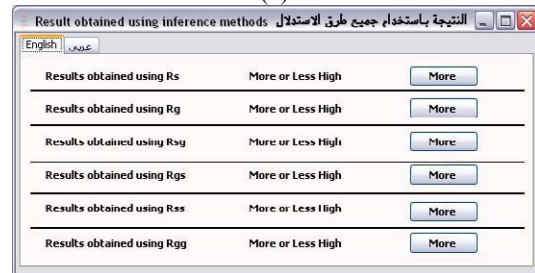 Result obtained using inference methods النتيجة باستخدام جميع طرق الاستدلال
English عربى
Results obtained using Rs More or Less High More
Results obtained using Rg More or Less High More
Results obtained using Rsg More or Less High More
Results obtained using Rgs More or Less High More
Results obtained using Rss More or Less High More
Results obtained using Rgg More or Less High More